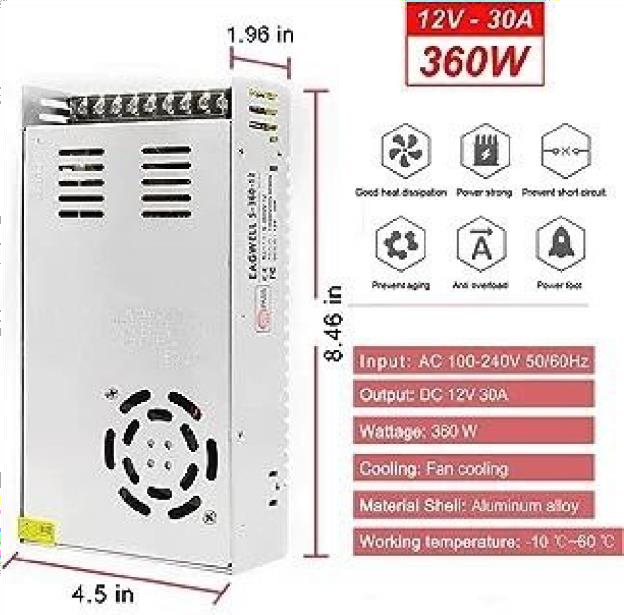 12V - 30A
360W
1.96 in
Good heat dissipation
Power strong
Prevent short circuit
Prevent aging
Anti overload
Power foot
EAGWELL S-360-12
PASS
8.46 in
4.5 in
Input: AC 100-240V 50/60Hz
Output: DC 12V 30A
Wattage: 360 W
Cooling: Fan cooling
Material Shell: Aluminum alloy
Working temperature: -10 ℃~60 ℃